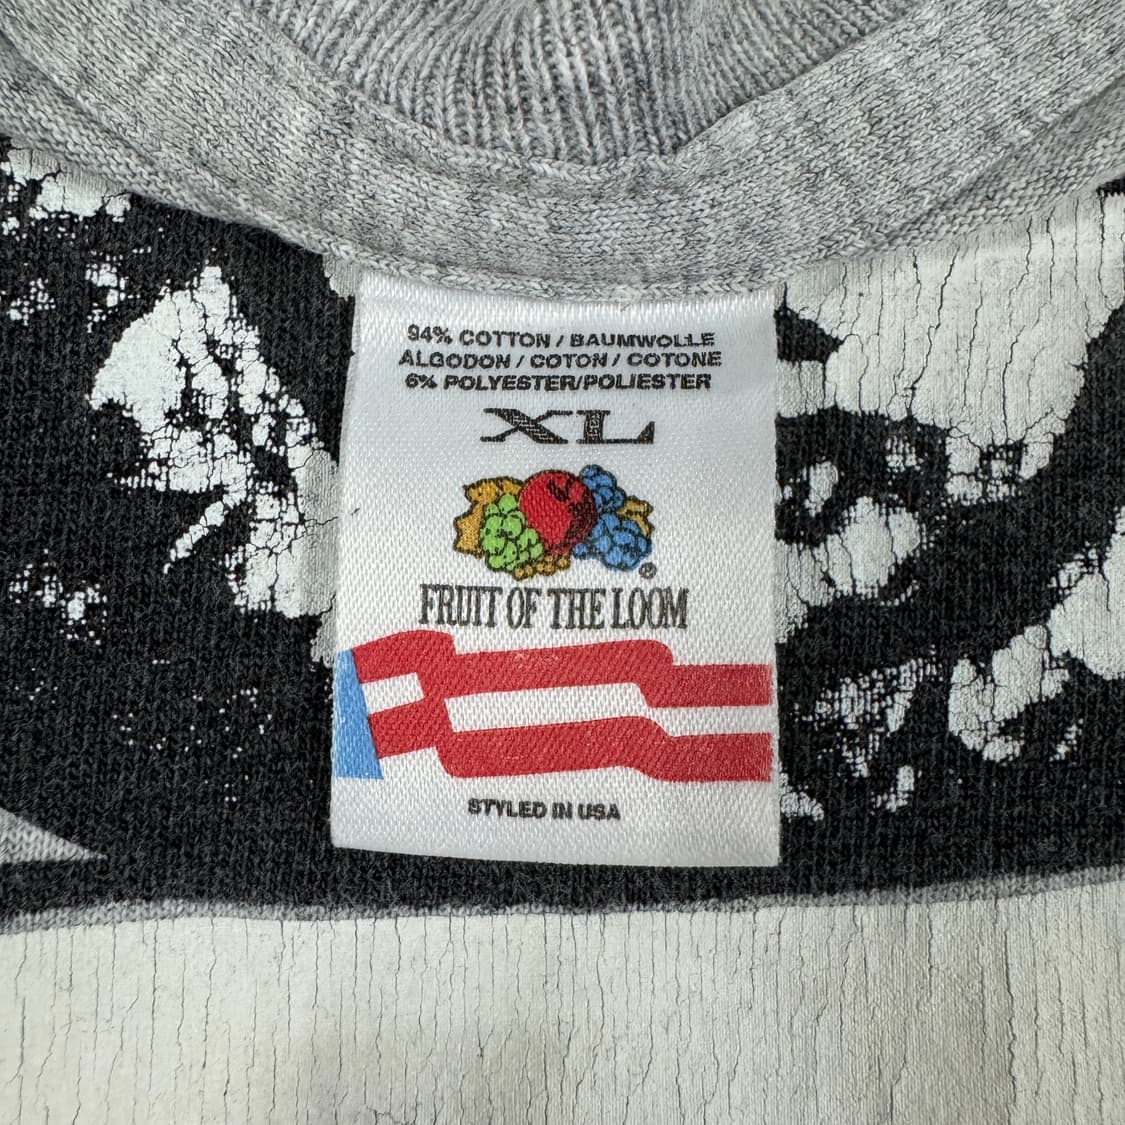 94% COTTON / BAUMWOLLE
ALGODON / COTON / COTONE
6% POLYESTER/POLIESTER
XL
®
FRUIT OF THE LOOM
STYLED IN USA